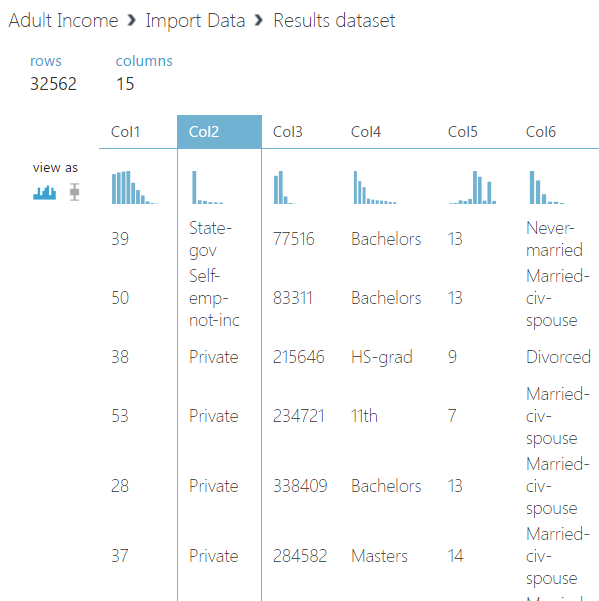 Adult Income › Import Data › Results dataset
rows columns
32562 15
Col1 Col2 Col3 Col4 Col5 Col6
view as
39 State-gov 77516 Bachelors 13 Never-married
50 Self-emp-not-inc 83311 Bachelors 13 Married-civ-spouse
38 Private 215646 HS-grad 9 Divorced
53 Private 234721 11th 7 Married-civ-spouse
28 Private 338409 Bachelors 13 Married-civ-spouse
37 Private 284582 Masters 14 Married-civ-spouse